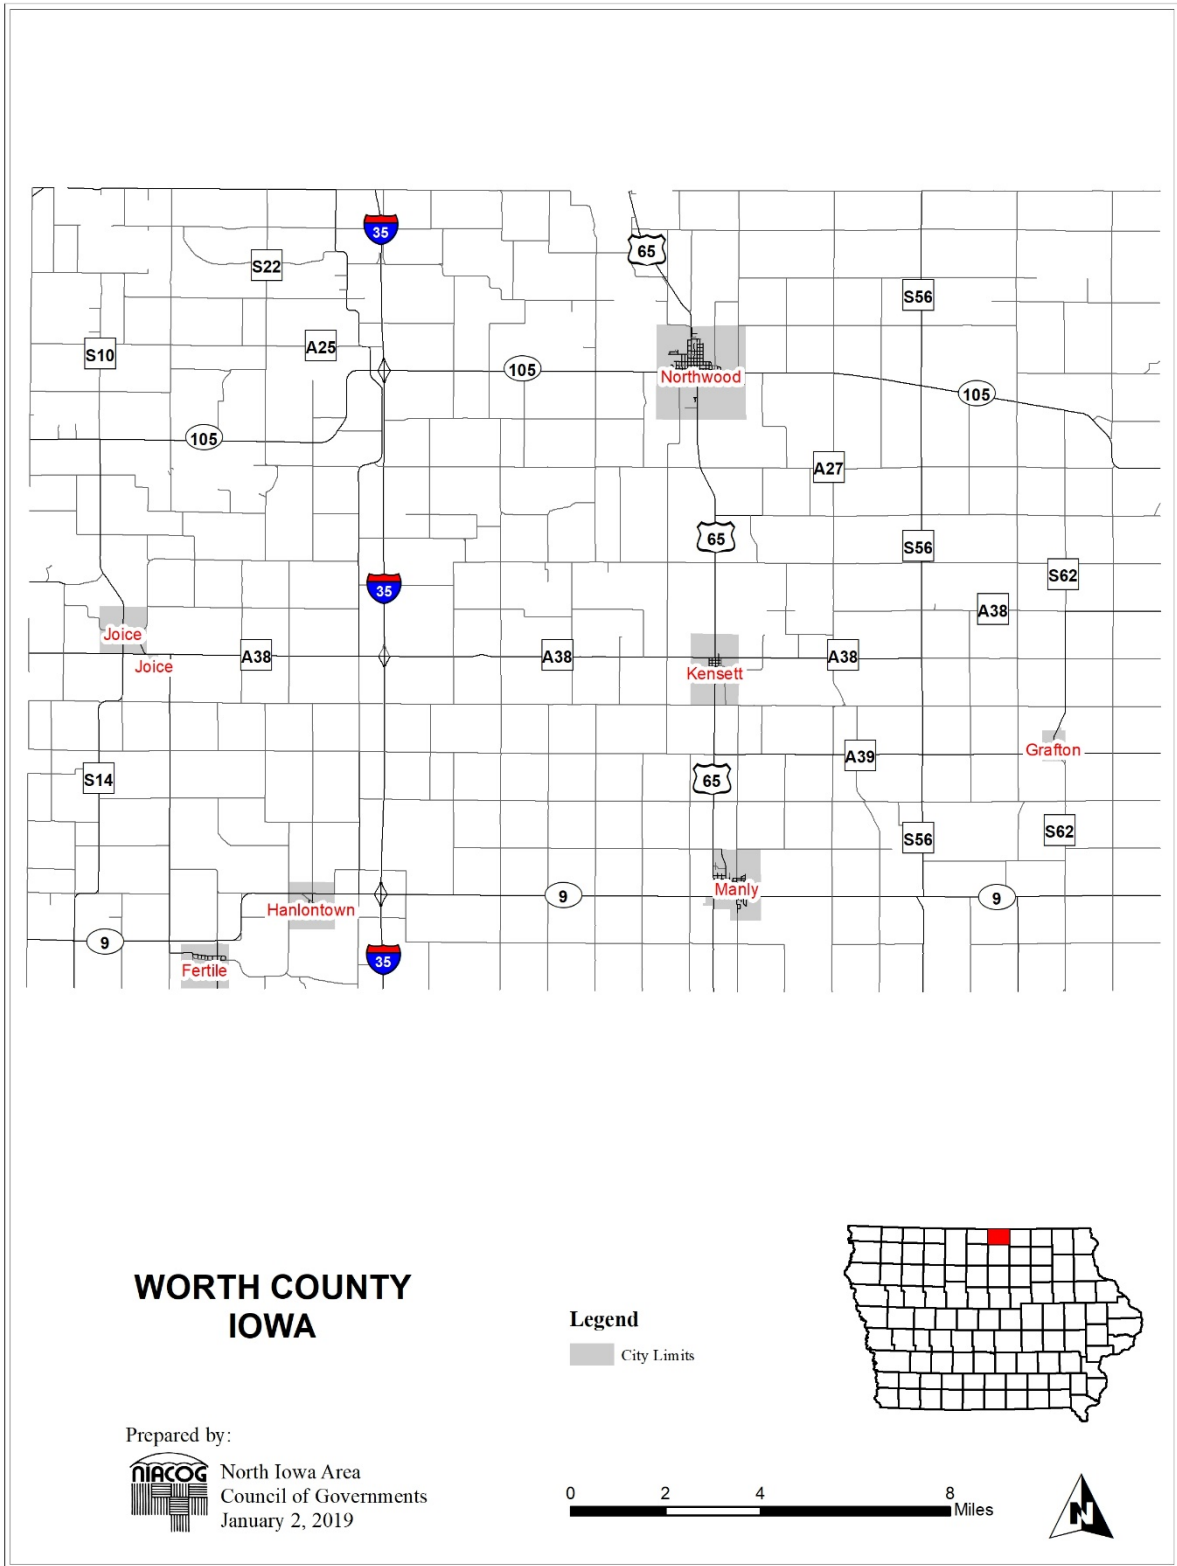 35
65
S22
S56
S10
A25
105
Northwood
105
105
A27
65
S56
S62
35
A38
Joice
A38
A38
A38
Joice
Kensett
Grafton
A39
S14
65
S62
S56
Manly
9
9
Hanlontown
9
35
Fertile
WORTH COUNTY
IOWA
Legend
City Limits
Prepared by:
NIACOG
North Iowa Area
Council of Governments
January 2, 2019
0 2 4 8
Miles
N